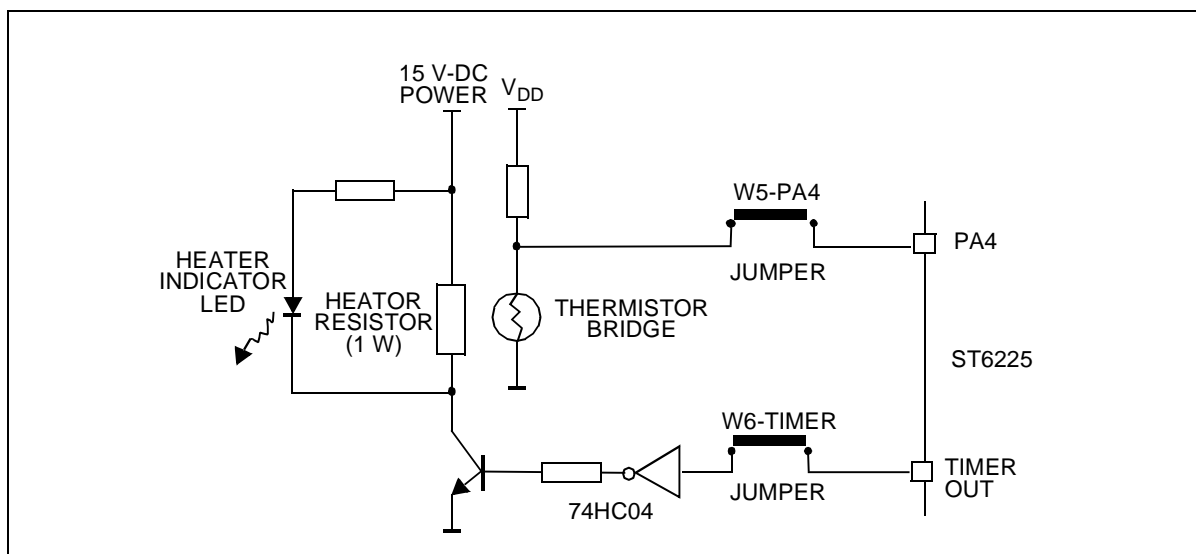 15 V-DC
POWER
VDD
W5-PA4
PA4
JUMPER
HEATER
INDICATOR
LED
HEATOR
RESISTOR
(1 W)
THERMISTOR
BRIDGE
ST6225
W6-TIMER
TIMER
OUT
JUMPER
74HC04